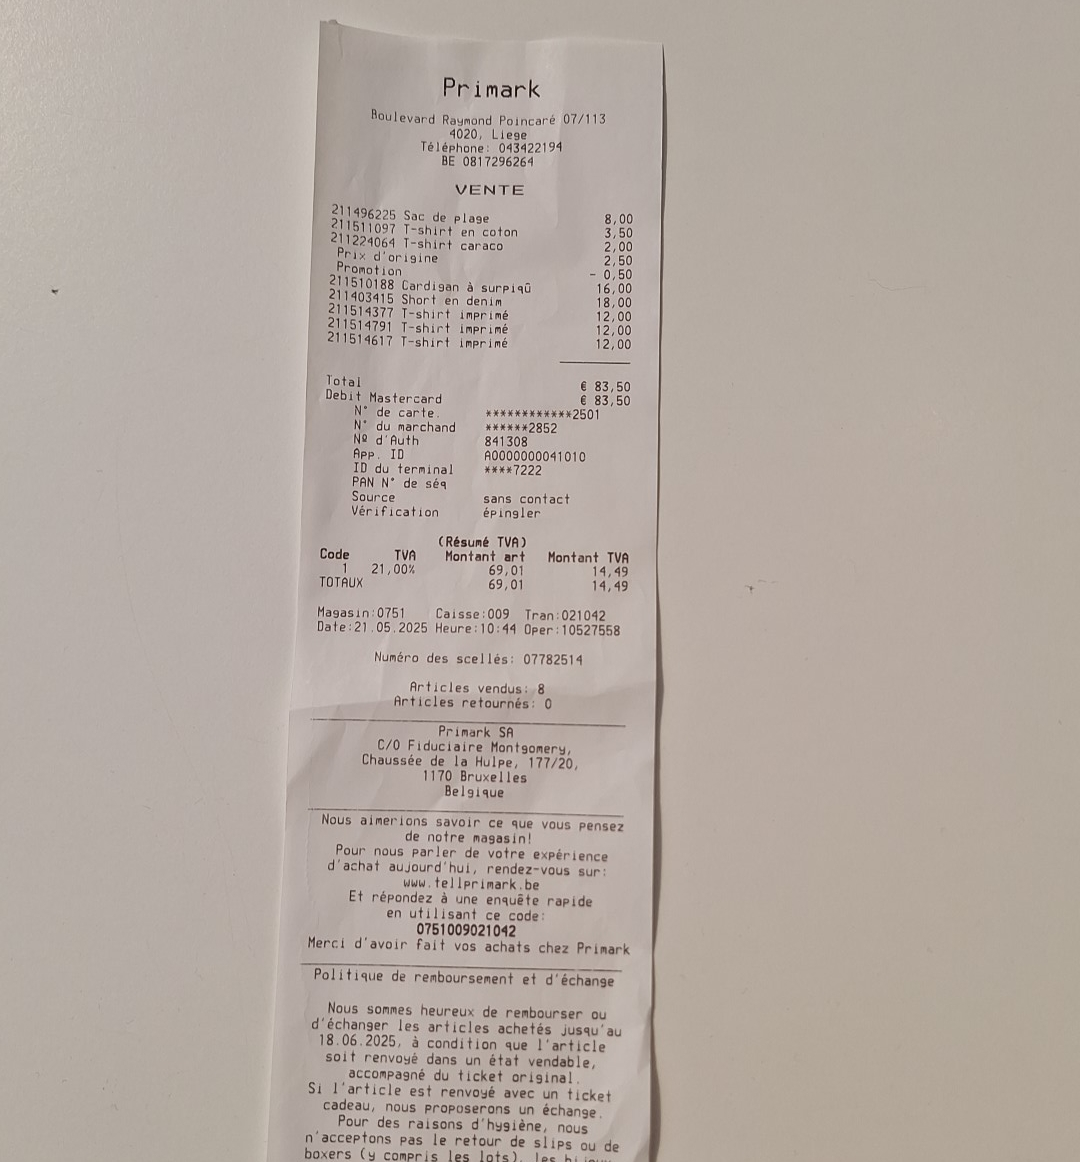 Primark
Boulevard Raymond Poincaré 07/113
4020, Liege
Téléphone: 043422194
BE 0817296264
VENTE
211496225 Sac de plage 8,00
211511097 T-shirt en coton 3,50
211224064 T-shirt caraco 2,00
Prix d'origine 2,50
Promotion - 0,50
211510188 Cardigan à surpiqû 16,00
211403415 Short en denim 18,00
211514377 T-shirt imprimé 12,00
211514791 T-shirt imprimé 12,00
211514617 T-shirt imprimé 12,00
Total € 83,50
Debit Mastercard € 83,50
N° de carte. ************2501
N° du marchand ******2852
Nº d'Auth 841308
App. ID A0000000041010
ID du terminal ****7222
PAN N° de séq
Source sans contact
Vérification épingler
(Résumé TVA)
Code TVA Montant art Montant TVA
1 21,00% 69,01 14,49
TOTAUX 69,01 14,49
Magasin:0751 Caisse:009 Tran:021042
Date:21.05.2025 Heure:10:44 Oper:10527558
Numéro des scellés: 07782514
Articles vendus: 8
Articles retournés: 0
Primark SA
C/O Fiduciaire Montgomery,
Chaussée de la Hulpe, 177/20,
1170 Bruxelles
Belgique
Nous aimerions savoir ce que vous pensez
de notre magasin!
Pour nous parler de votre expérience
d'achat aujourd'hui, rendez-vous sur:
www.tellprimark.be
Et répondez à une enquête rapide
en utilisant ce code:
0751009021042
Merci d'avoir fait vos achats chez Primark
Politique de remboursement et d'échange
Nous sommes heureux de rembourser ou
d'échanger les articles achetés jusqu'au
18.06.2025, à condition que l'article
soit renvoyé dans un état vendable,
accompagné du ticket original.
Si l'article est renvoyé avec un ticket
cadeau, nous proposerons un échange.
Pour des raisons d'hygiène, nous
n'acceptons pas le retour de slips ou de
boxers (y compris les lots), les